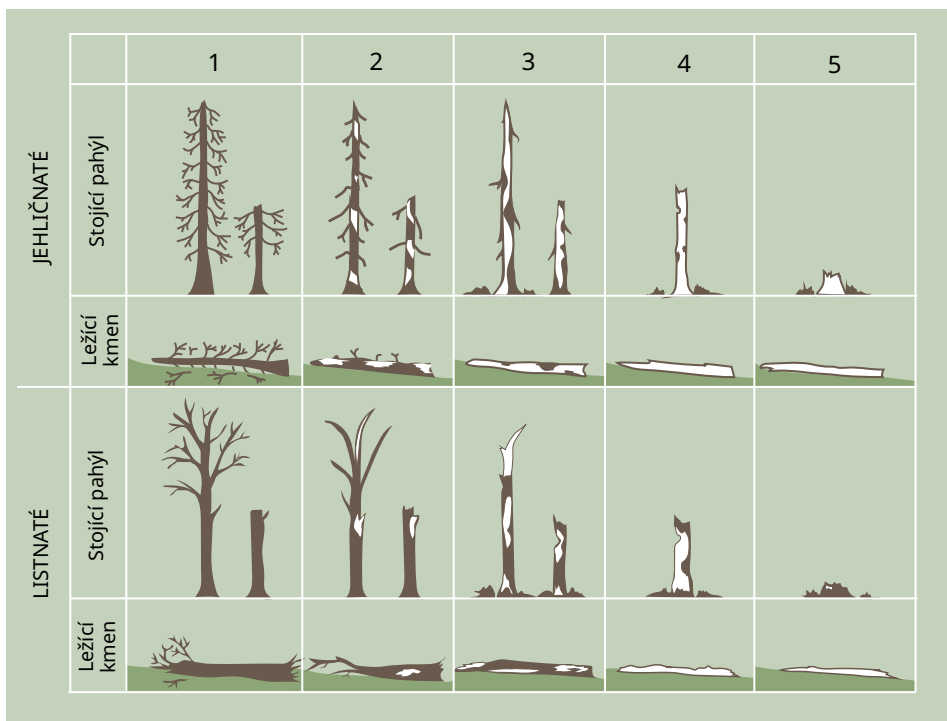 1
2
3
4
5
JEHLIČNATÉ
Stojící pahýl
Ležící
kmen
LISTNATÉ
Stojící pahýl
Ležící
kmen